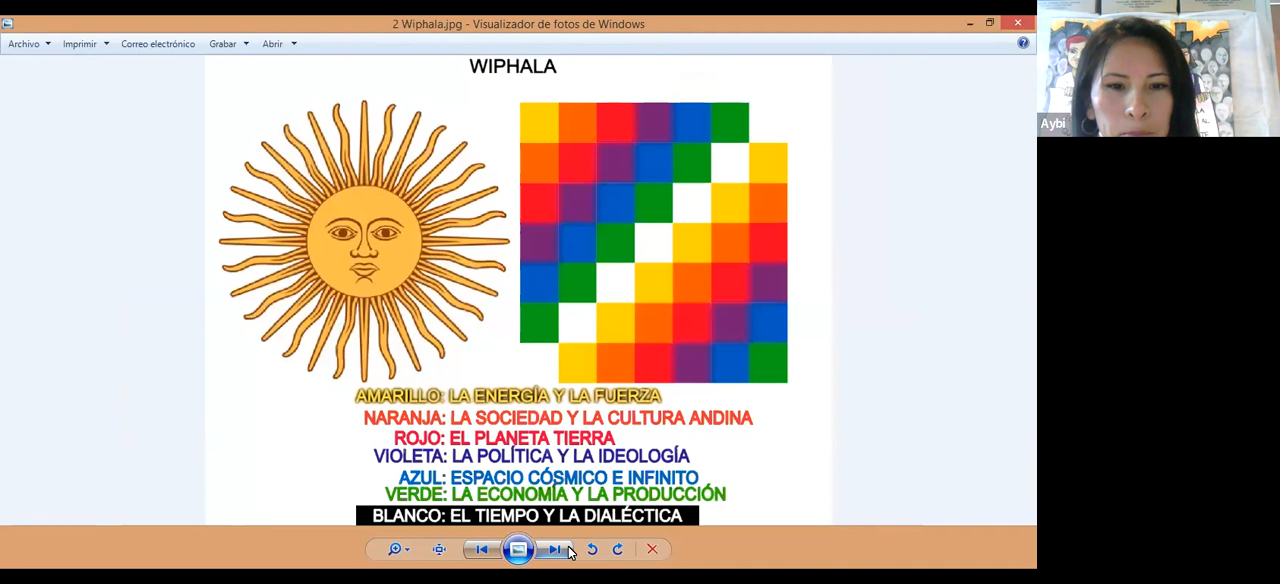 2 Wiphala.jpg - Visualizador de fotos de Windows
Archivo Imprimir Correo electrónico Grabar Abrir
WIPHALA
Aybi
AMARILLO: LA ENERGÍA Y LA FUERZA
NARANJA: LA SOCIEDAD Y LA CULTURA ANDINA
ROJO: EL PLANETA TIERRA
VIOLETA: LA POLÍTICA Y LA IDEOLOGÍA
AZUL: ESPACIO CÓSMICO E INFINITO
VERDE: LA ECONOMÍA Y LA PRODUCCIÓN
BLANCO: EL TIEMPO Y LA DIALÉCTICA